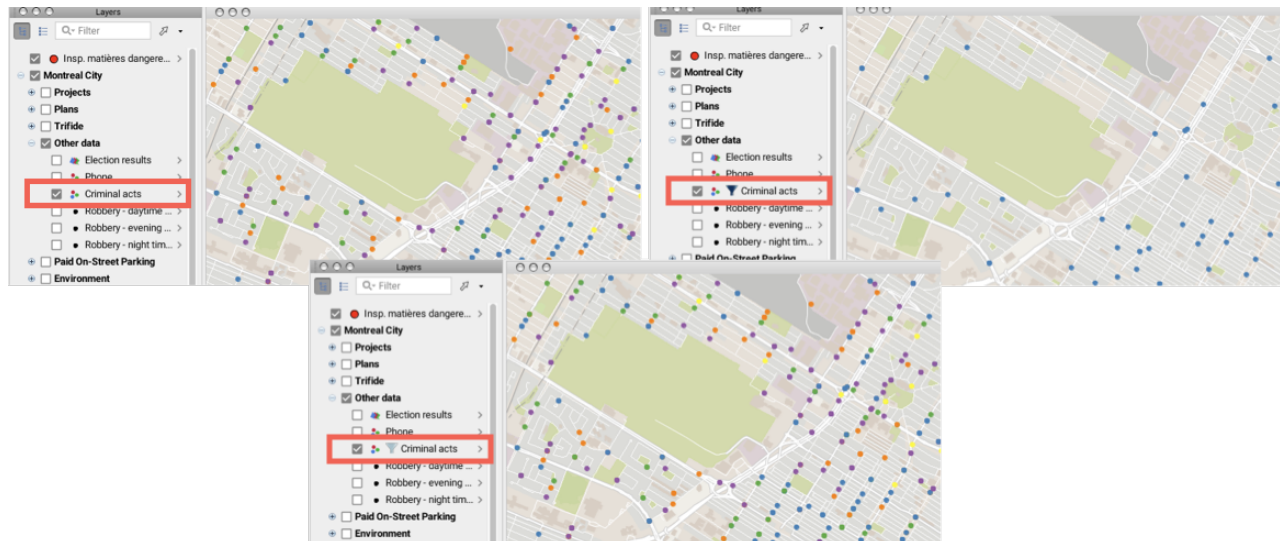 Layers
Filter
Insp. matières dangere...
Montreal City
Projects
Plans
Trifide
Other data
Election results
Phone
Criminal acts
Robbery - daytime ...
Robbery - evening ...
Robbery - night tim...
Paid On-Street Parking
Environment
Layers
Filter
Insp. matières dangere...
Montreal City
Projects
Plans
Trifide
Other data
Election results
Phone
Criminal acts
Robbery - daytime ...
Robbery - evening ...
Robbery - night tim...
Paid On-Street Parking
Layers
Filter
Insp. matières dangere...
Montreal City
Projects
Plans
Trifide
Other data
Election results
Phone
Criminal acts
Robbery - daytime ...
Robbery - evening ...
Robbery - night tim...
Paid On-Street Parking
Environment